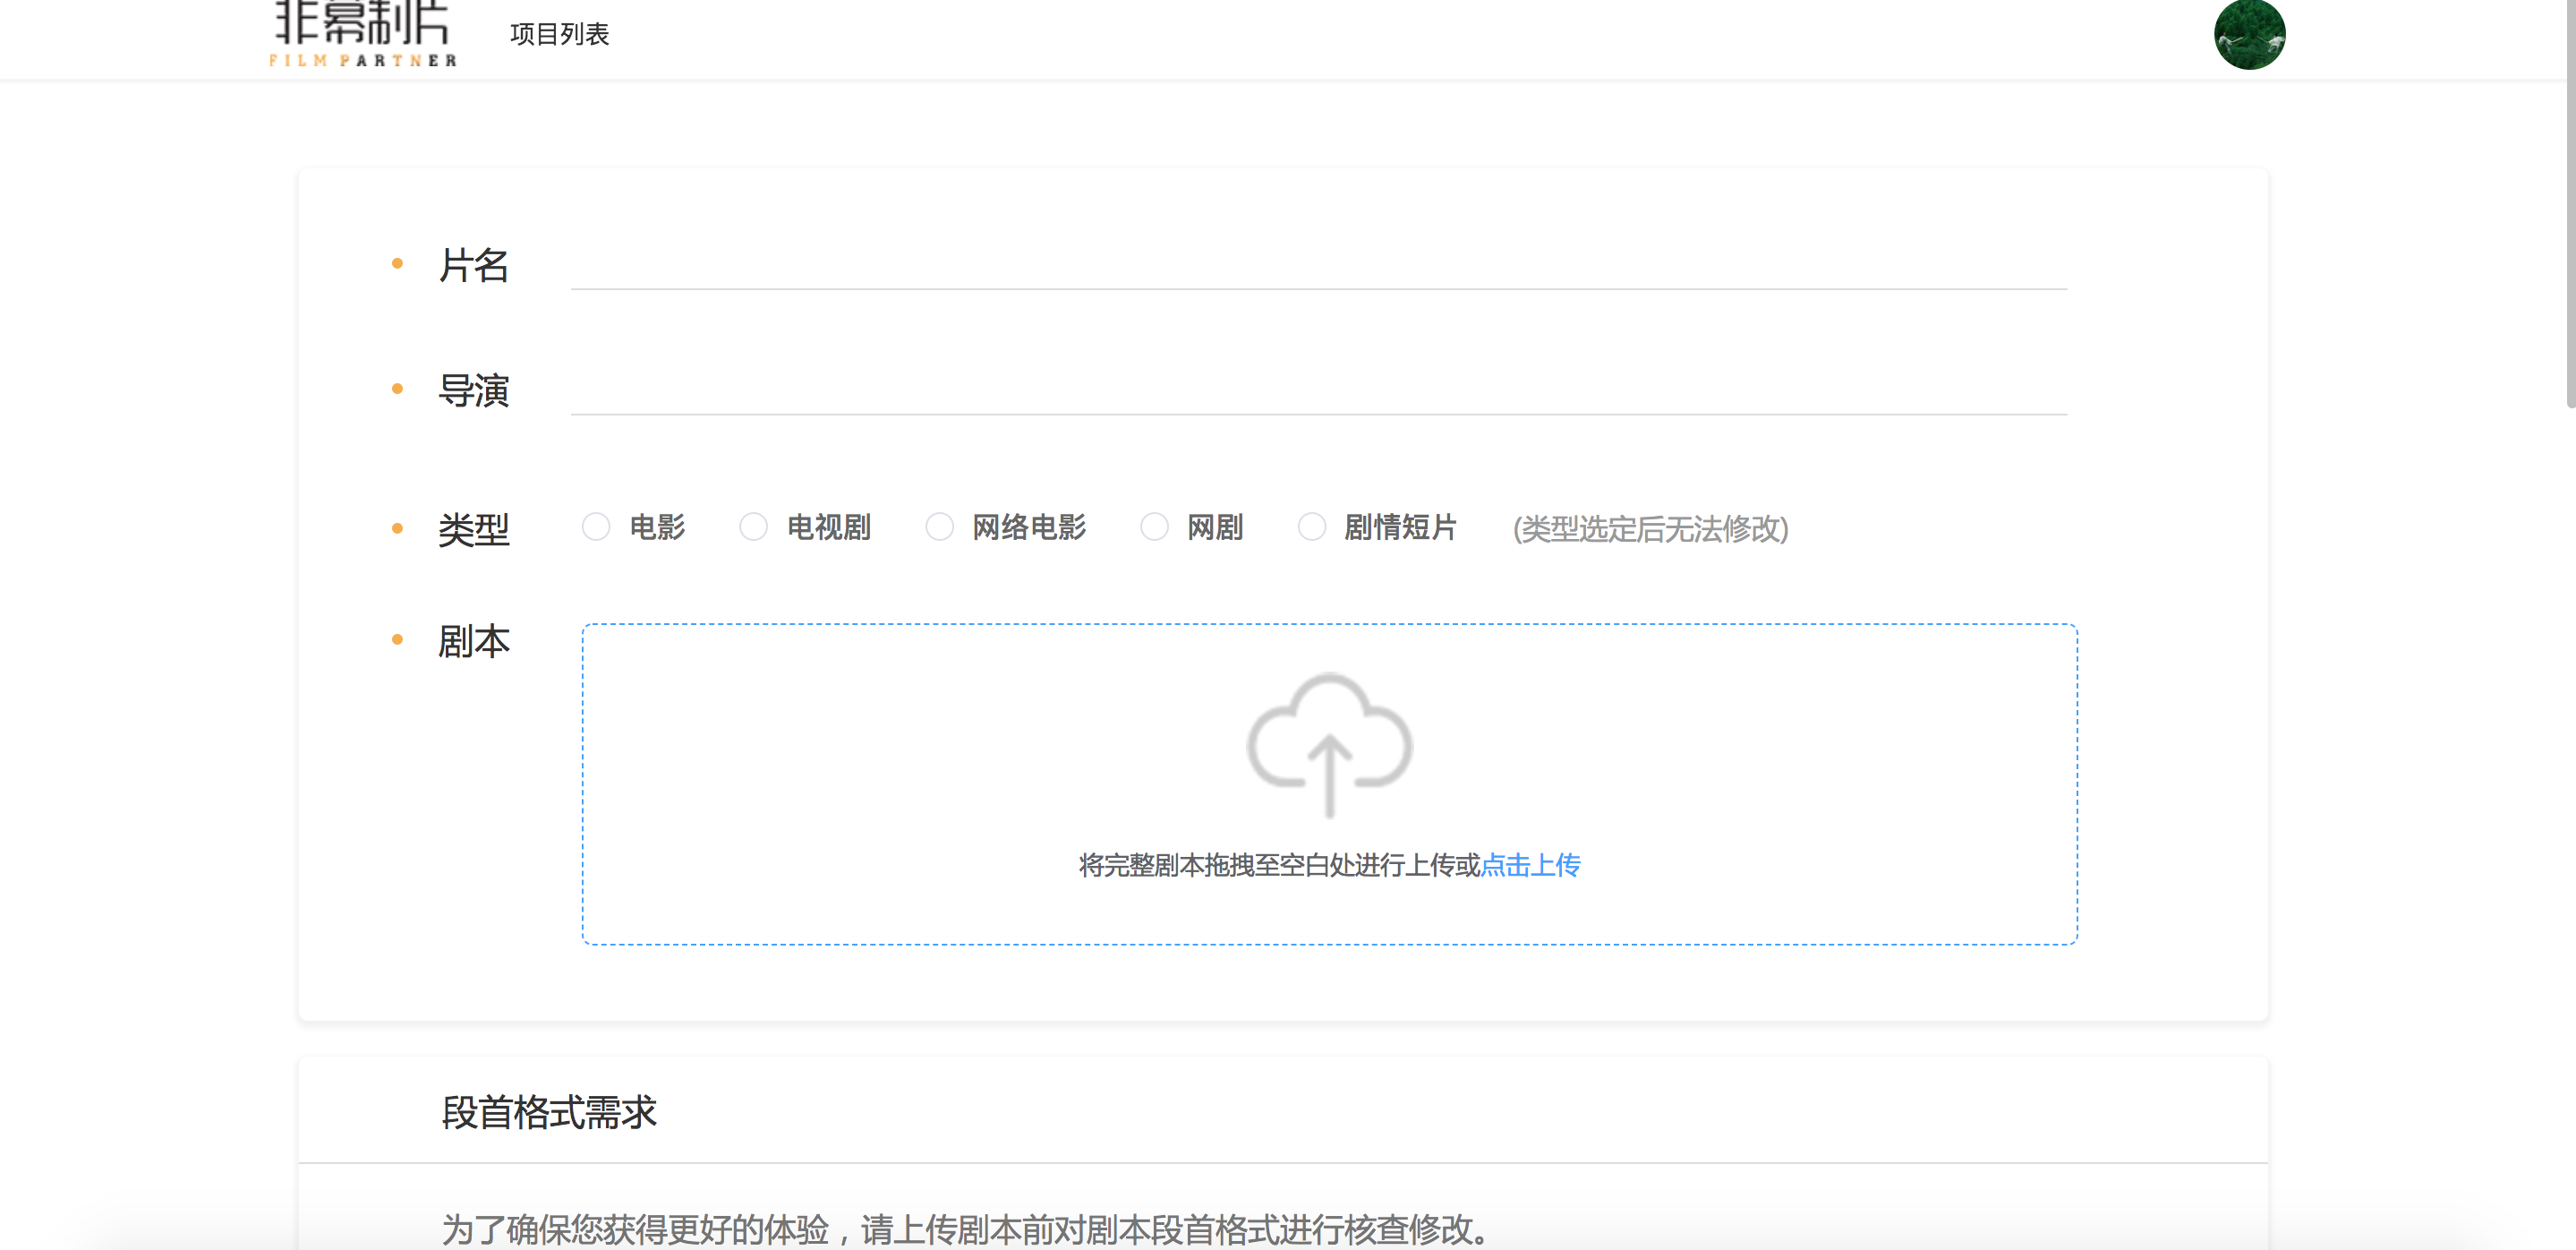 非幕制片
FILM PARTNER
项目列表
片名
导演
类型 电影 电视剧 网络电影 网剧 剧情短片 (类型选定后无法修改)
剧本
将完整剧本拖拽至空白处进行上传或点击上传
段首格式需求
为了确保您获得更好的体验，请上传剧本前对剧本段首格式进行核查修改。